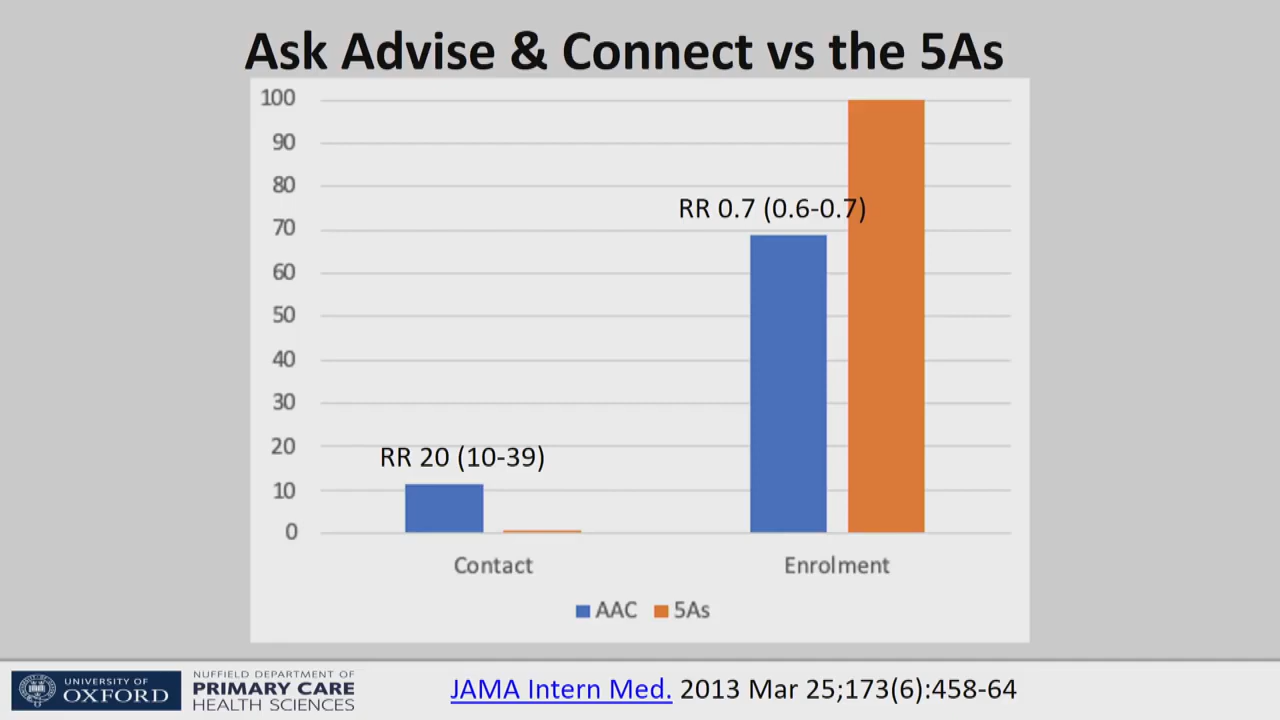 Ask Advise & Connect vs the 5As
100
90
80
70
60
50
40
30
20
10
0
RR 20 (10-39)
RR 0.7 (0.6-0.7)
Contact
Enrolment
AAC
5As
UNIVERSITY OF
OXFORD
NUFFIELD DEPARTMENT OF
PRIMARY CARE
HEALTH SCIENCES
JAMA Intern Med. 2013 Mar 25;173(6):458-64